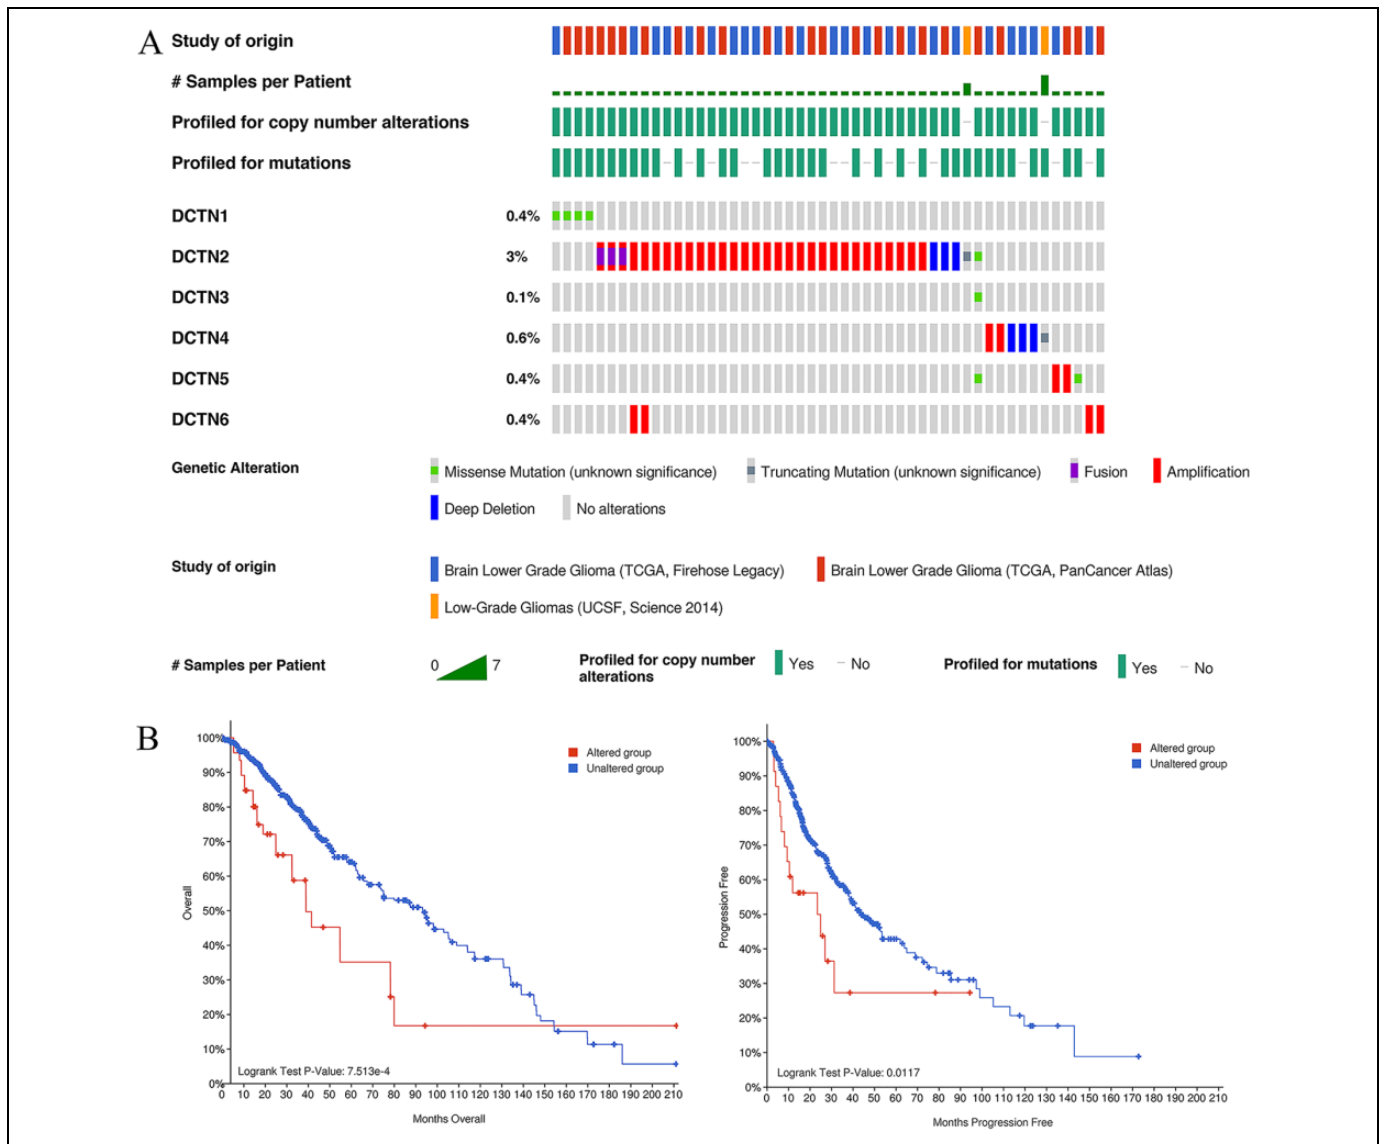 A
Study of origin
# Samples per Patient
Profiled for copy number alterations
Profiled for mutations
DCTN1 0.4%
DCTN2 3%
DCTN3 0.1%
DCTN4 0.6%
DCTN5 0.4%
DCTN6 0.4%
Genetic Alteration Missense Mutation (unknown significance) Truncating Mutation (unknown significance) Fusion Amplification
Deep Deletion No alterations
Study of origin Brain Lower Grade Glioma (TCGA, Firehose Legacy) Brain Lower Grade Glioma (TCGA, PanCancer Atlas)
Low-Grade Gliomas (UCSF, Science 2014)
# Samples per Patient 0 7 Profiled for copy number alterations Yes – No Profiled for mutations Yes – No
B
100%
90%
80%
70%
60%
50%
40%
30%
20%
10%
0%
Overall
Altered group
Unaltered group
Logrank Test P-Value: 7.513e-4
0 10 20 30 40 50 60 70 80 90 100 110 120 130 140 150 160 170 180 190 200 210
Months Overall
100%
90%
80%
70%
60%
50%
40%
30%
20%
10%
0%
Progression Free
Altered group
Unaltered group
Logrank Test P-Value: 0.0117
0 10 20 30 40 50 60 70 80 90 100 110 120 130 140 150 160 170 180 190 200 210
Months Progression Free